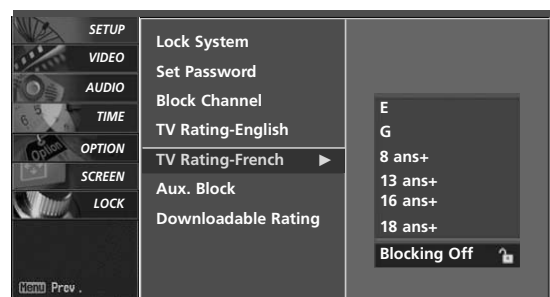 SETUP
VIDEO
AUDIO
TIME
OPTION
SCREEN
LOCK
Menu Prev.
Lock System
Set Password
Block Channel
TV Rating-English
TV Rating-French ►
Aux. Block
Downloadable Rating
E
G
8 ans+
13 ans+
16 ans+
18 ans+
Blocking Off